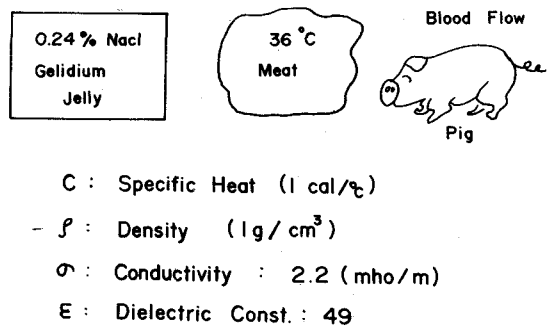 0.24% Nacl
Gelidium
Jelly
36 °C
Meat
Blood Flow
Pig
C : Specific Heat (1 cal/℃)
- ρ : Density (1g/cm³)
σ : Conductivity : 2.2 (mho/m)
ε : Dielectric Const. : 49